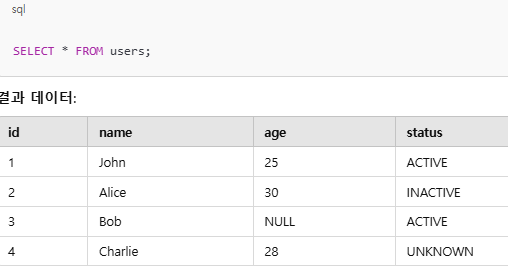 sql
SELECT * FROM users;
결과 데이터:
id name age status
1 John 25 ACTIVE
2 Alice 30 INACTIVE
3 Bob NULL ACTIVE
4 Charlie 28 UNKNOWN